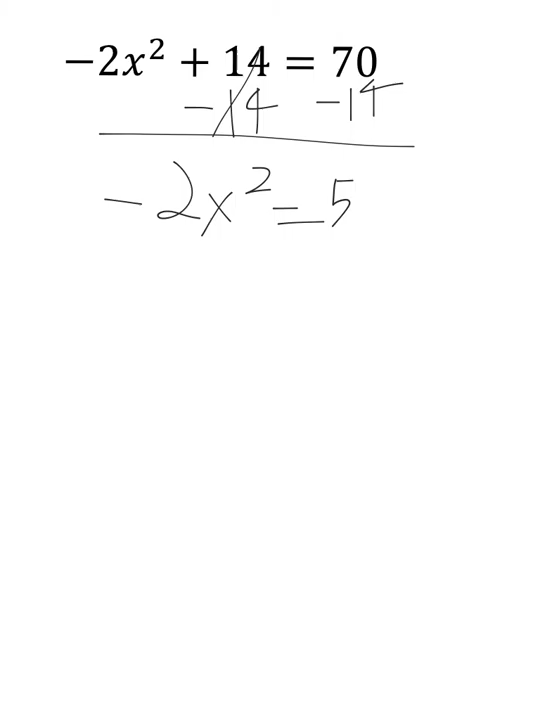 −2x² + 14 = 70
−14 −14
−2x² = 5